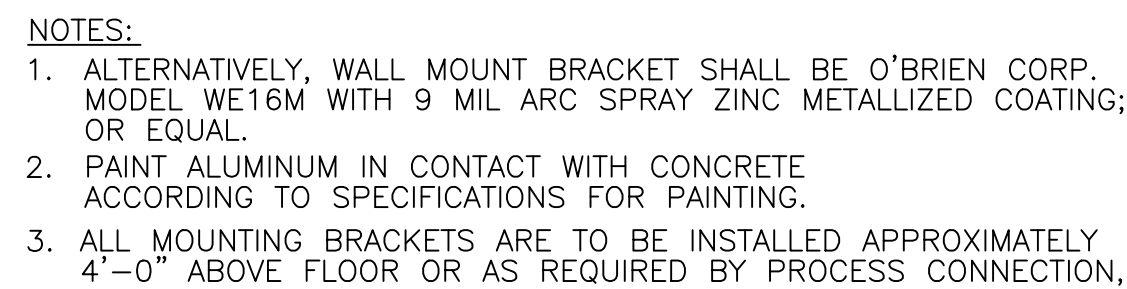 NOTES:
1. ALTERNATIVELY, WALL MOUNT BRACKET SHALL BE O'BRIEN CORP.
MODEL WE16M WITH 9 MIL ARC SPRAY ZINC METALLIZED COATING;
OR EQUAL.
2. PAINT ALUMINUM IN CONTACT WITH CONCRETE
ACCORDING TO SPECIFICATIONS FOR PAINTING.
3. ALL MOUNTING BRACKETS ARE TO BE INSTALLED APPROXIMATELY
4'-0" ABOVE FLOOR OR AS REQUIRED BY PROCESS CONNECTION,